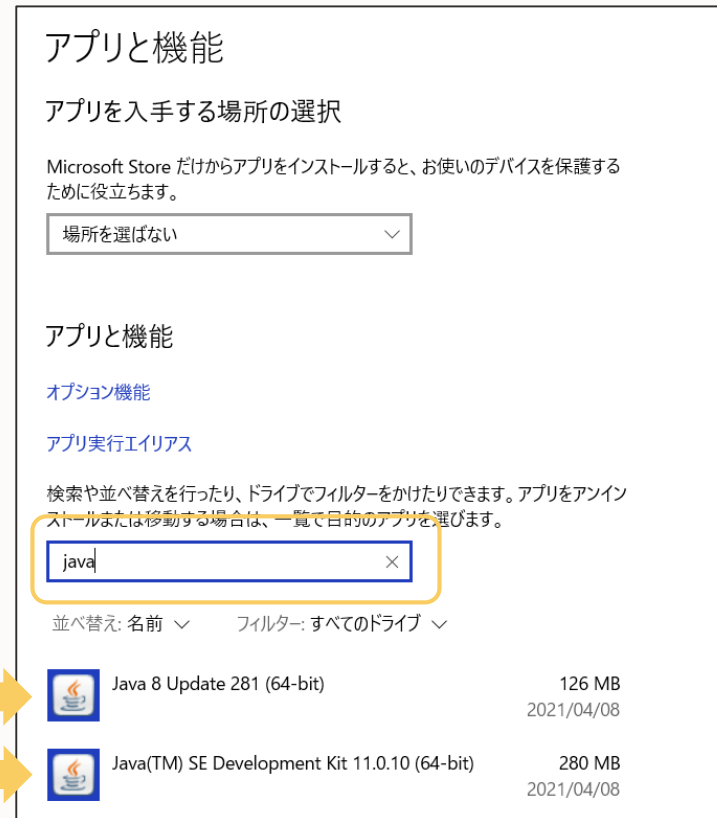 アプリと機能
アプリを入手する場所の選択
Microsoft Store だけからアプリをインストールすると、お使いのデバイスを保護する
ために役立ちます。
場所を選ばない
アプリと機能
オプション機能
アプリ実行エイリアス
検索や並べ替えを行ったり、ドライブでフィルターをかけたりできます。アプリをアンイン
ストールまたは移動する場合は、一覧で目的のアプリを選びます。
java
並べ替え: 名前 フィルター: すべてのドライブ
Java 8 Update 281 (64-bit) 126 MB
2021/04/08
Java(TM) SE Development Kit 11.0.10 (64-bit) 280 MB
2021/04/08